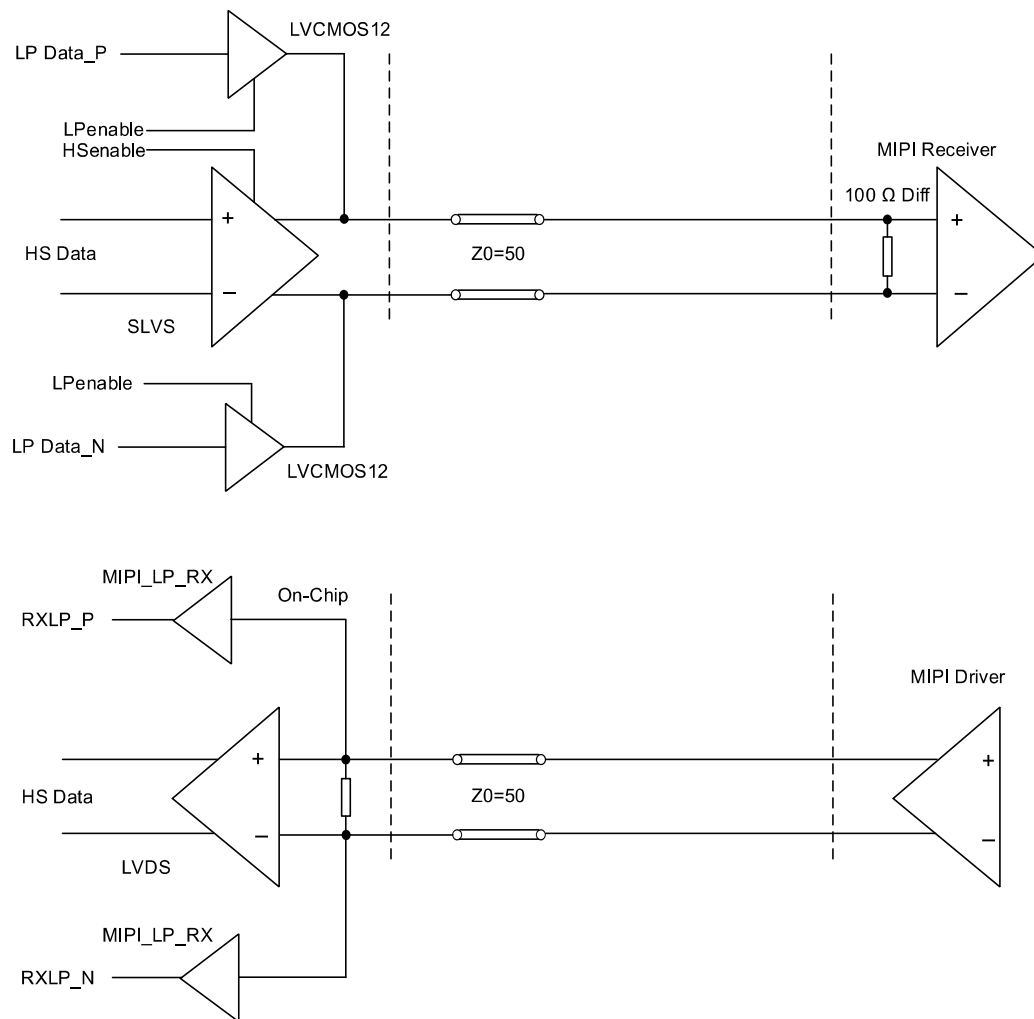 LVCMOS12
LP Data_P
LPenable
HSenable
MIPI Receiver
100 Ω Diff
+
+
HS Data
Z0=50
−
−
SLVS
LPenable
LP Data_N
LVCMOS12
MIPI_LP_RX
On-Chip
RXLP_P
MIPI Driver
+
+
HS Data
Z0=50
−
−
LVDS
MIPI_LP_RX
RXLP_N